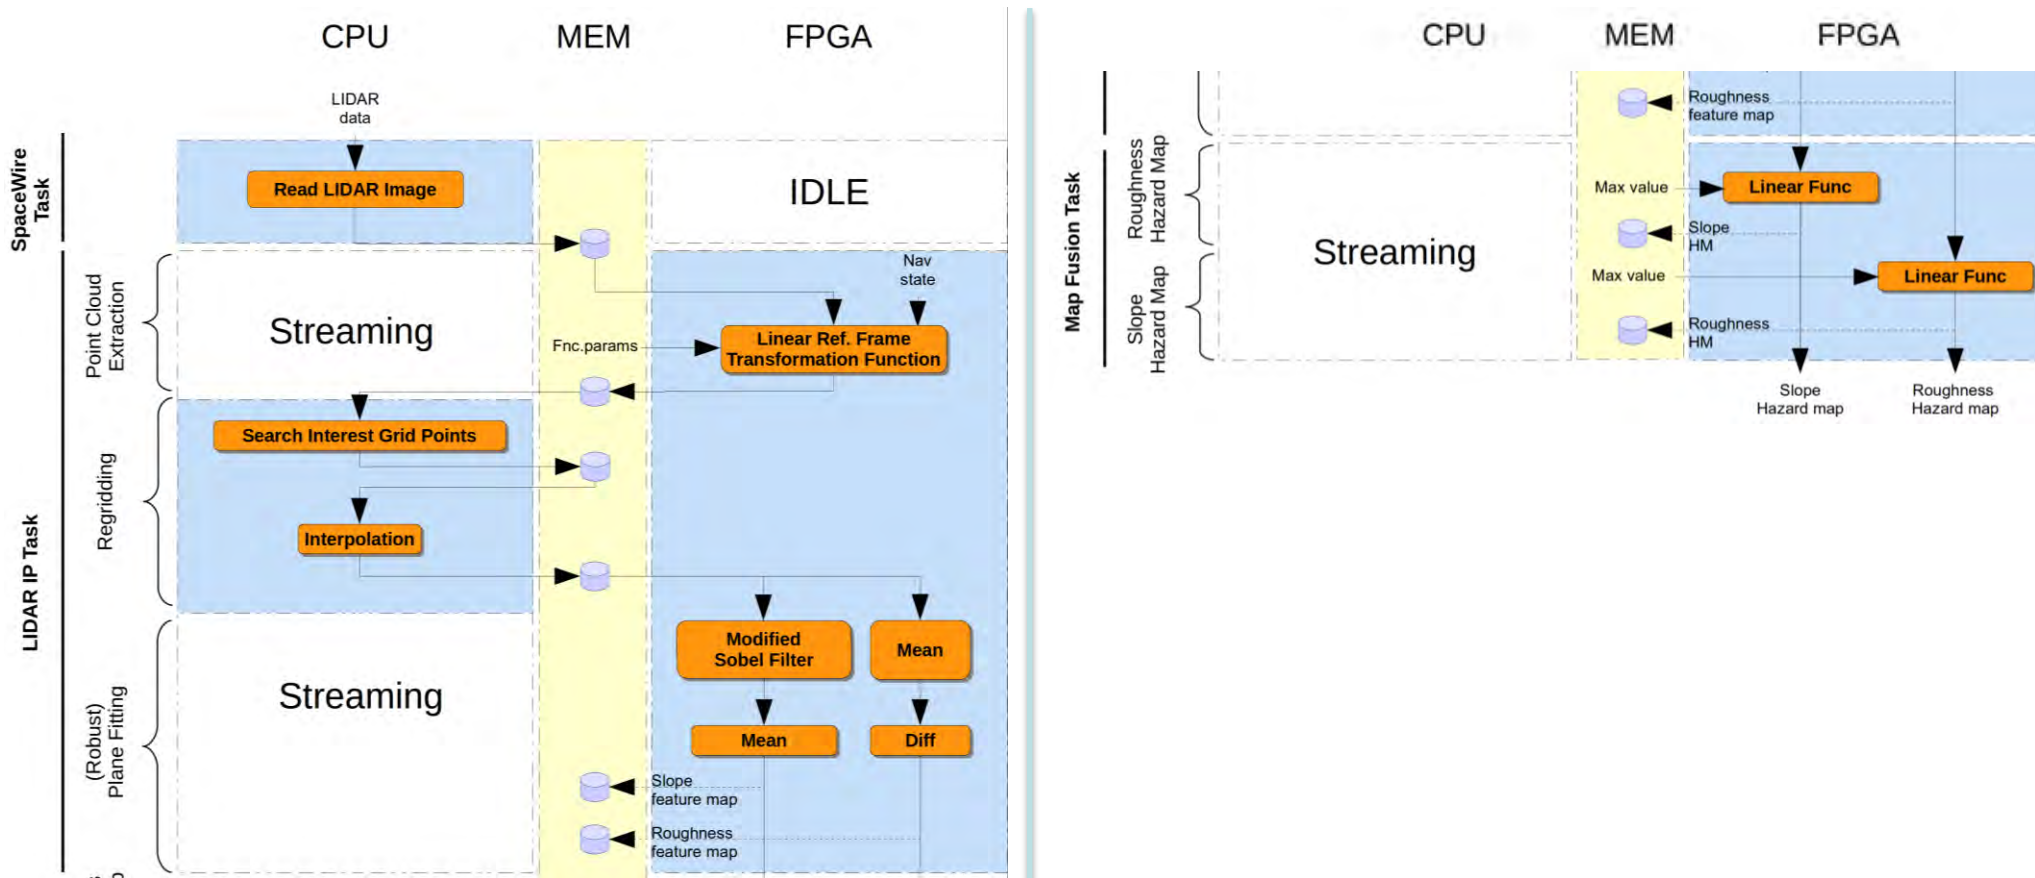 CPU
MEM
FPGA
LIDAR
data
SpaceWire
Task
Read LIDAR Image
IDLE
Point Cloud
Extraction
Streaming
Nav
state
Fnc.params
Linear Ref. Frame
Transformation Function
LIDAR IP Task
Regridding
Search Interest Grid Points
Interpolation
(Robust)
Plane Fitting
Streaming
Modified
Sobel Filter
Mean
Mean
Diff
Slope
feature map
Roughness
feature map
CPU
MEM
FPGA
Roughness
feature map
Map Fusion Task
Roughness
Hazard Map
Slope
Hazard Map
Streaming
Max value
Linear Func
Slope
HM
Max value
Linear Func
Roughness
HM
Slope
Hazard map
Roughness
Hazard map